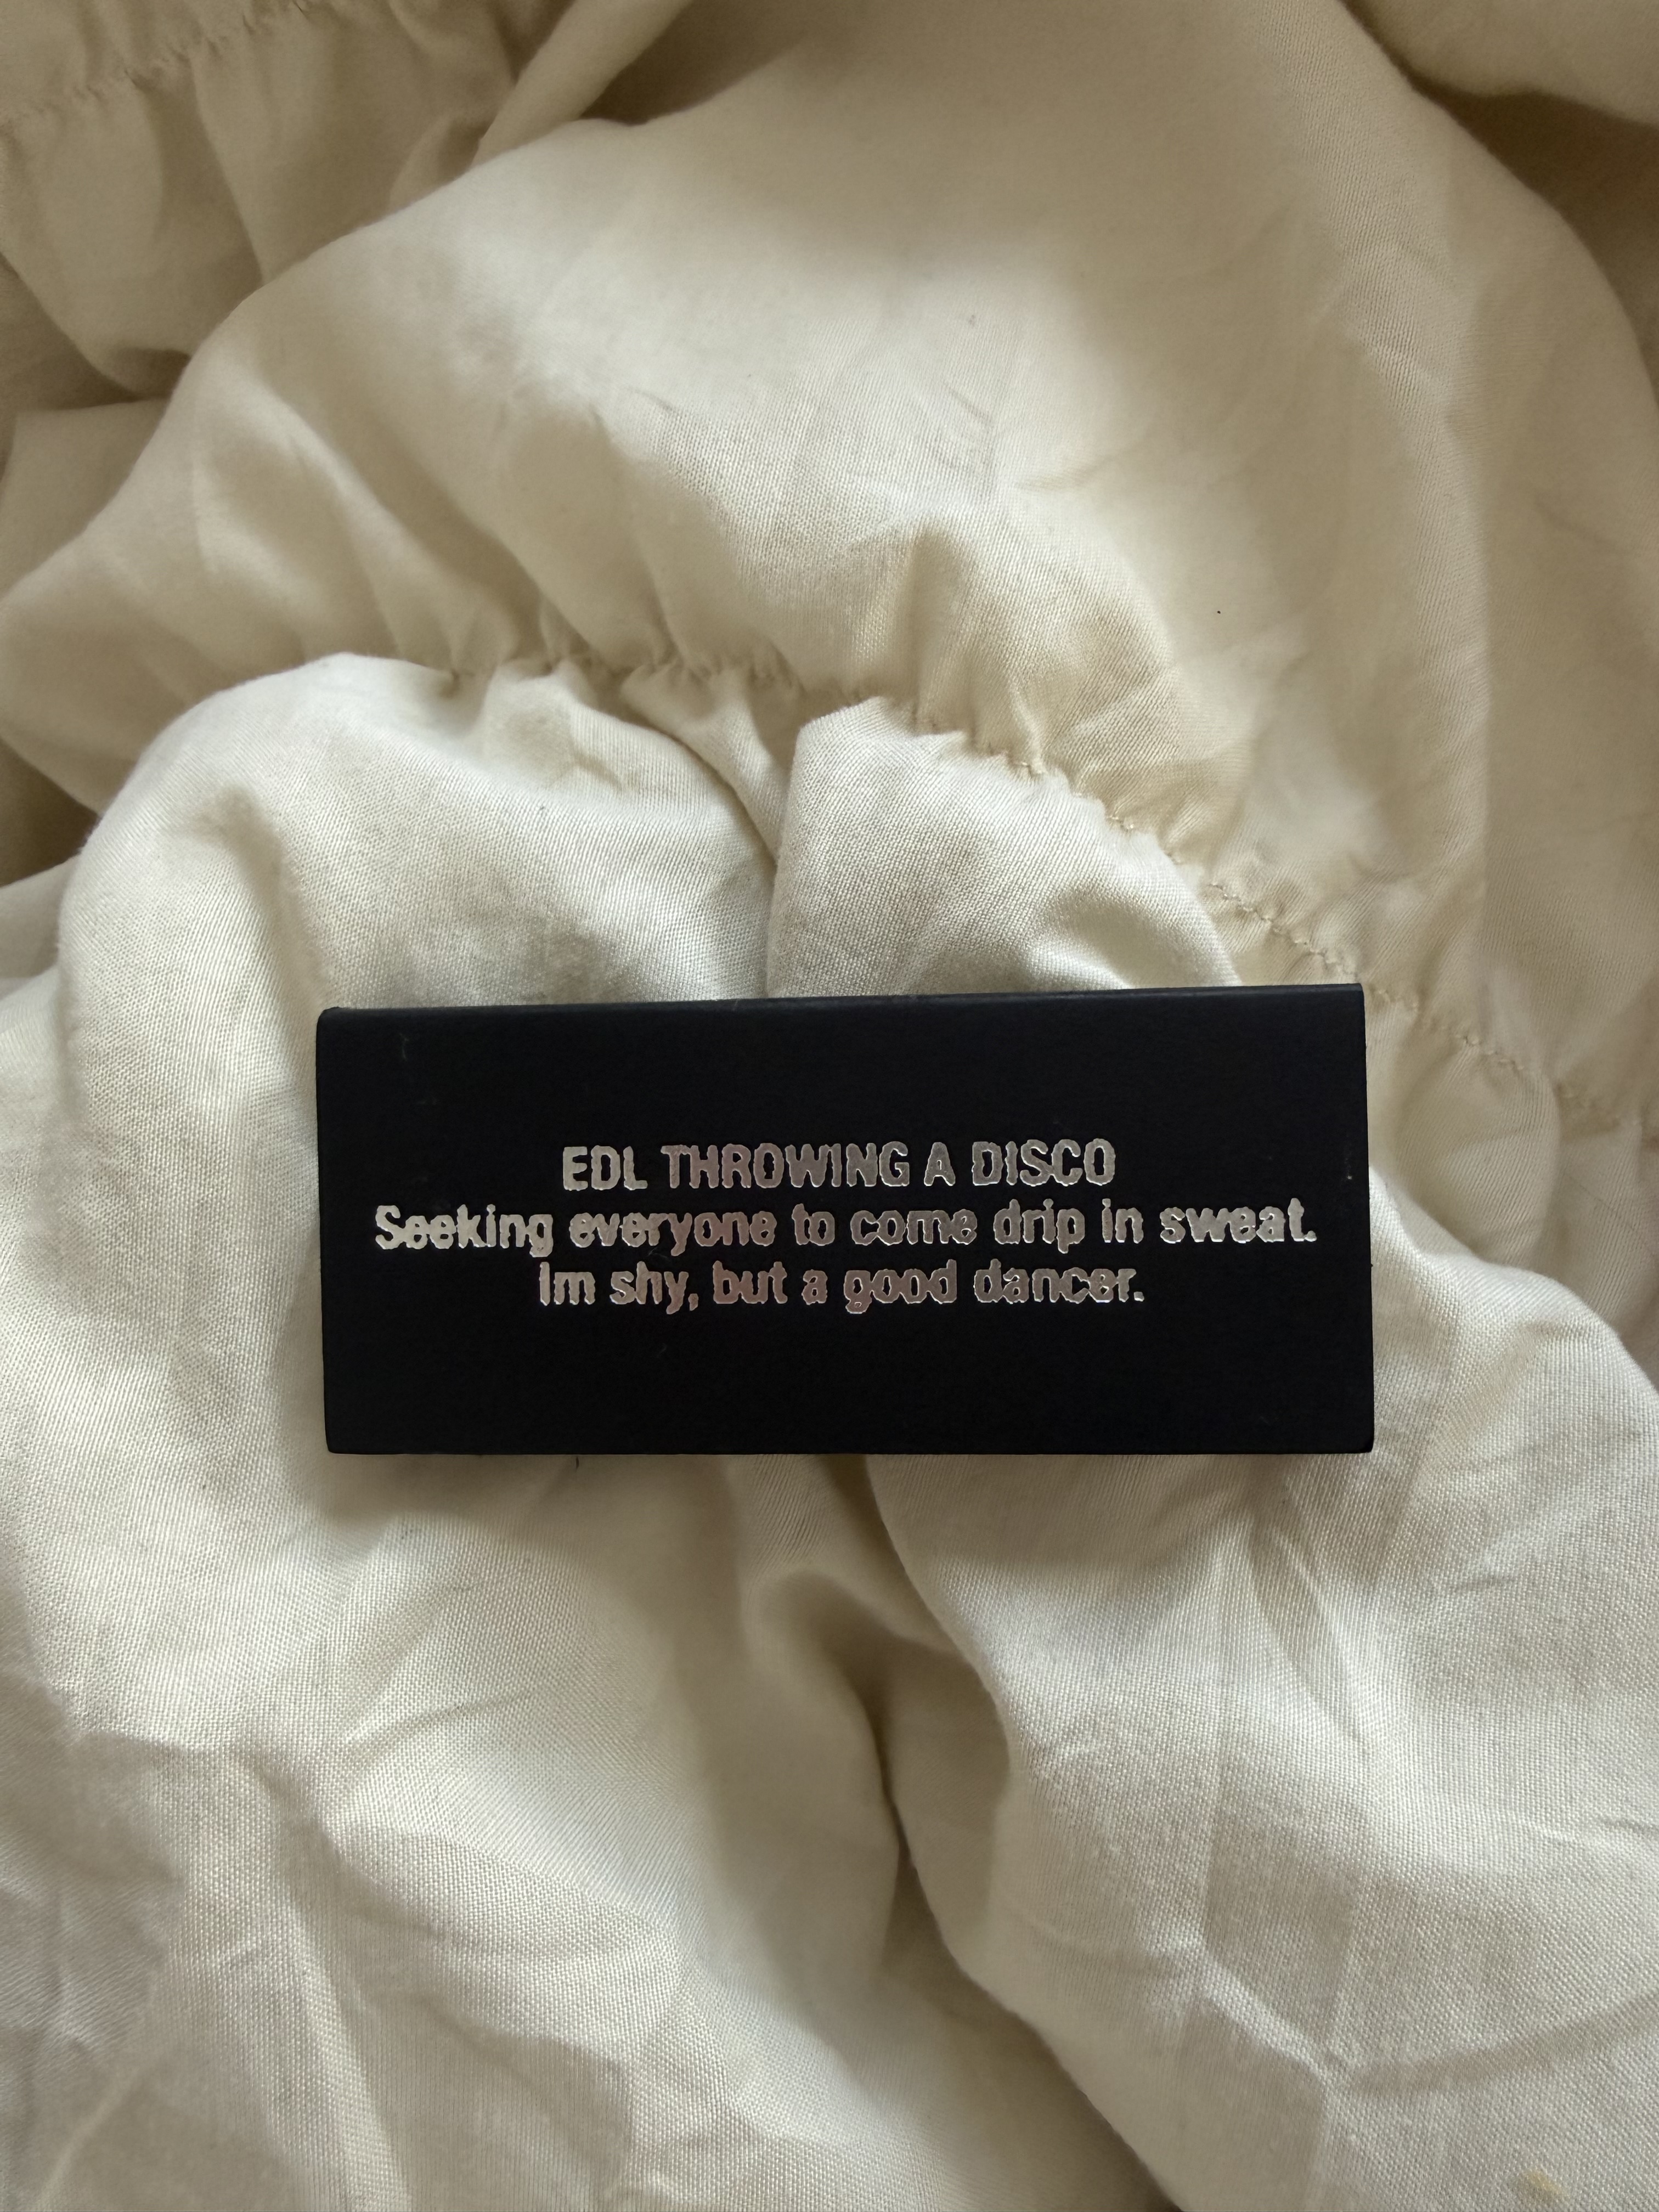 EDL THROWING A DISCO
Seeking everyone to come drip in sweat.
Im shy, but a good dancer.